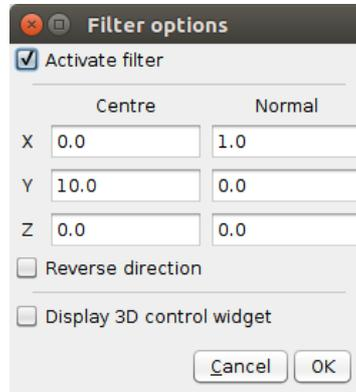 Filter options
Activate filter
Centre Normal
X 0.0 1.0
Y 10.0 0.0
Z 0.0 0.0
Reverse direction
Display 3D control widget
Cancel OK